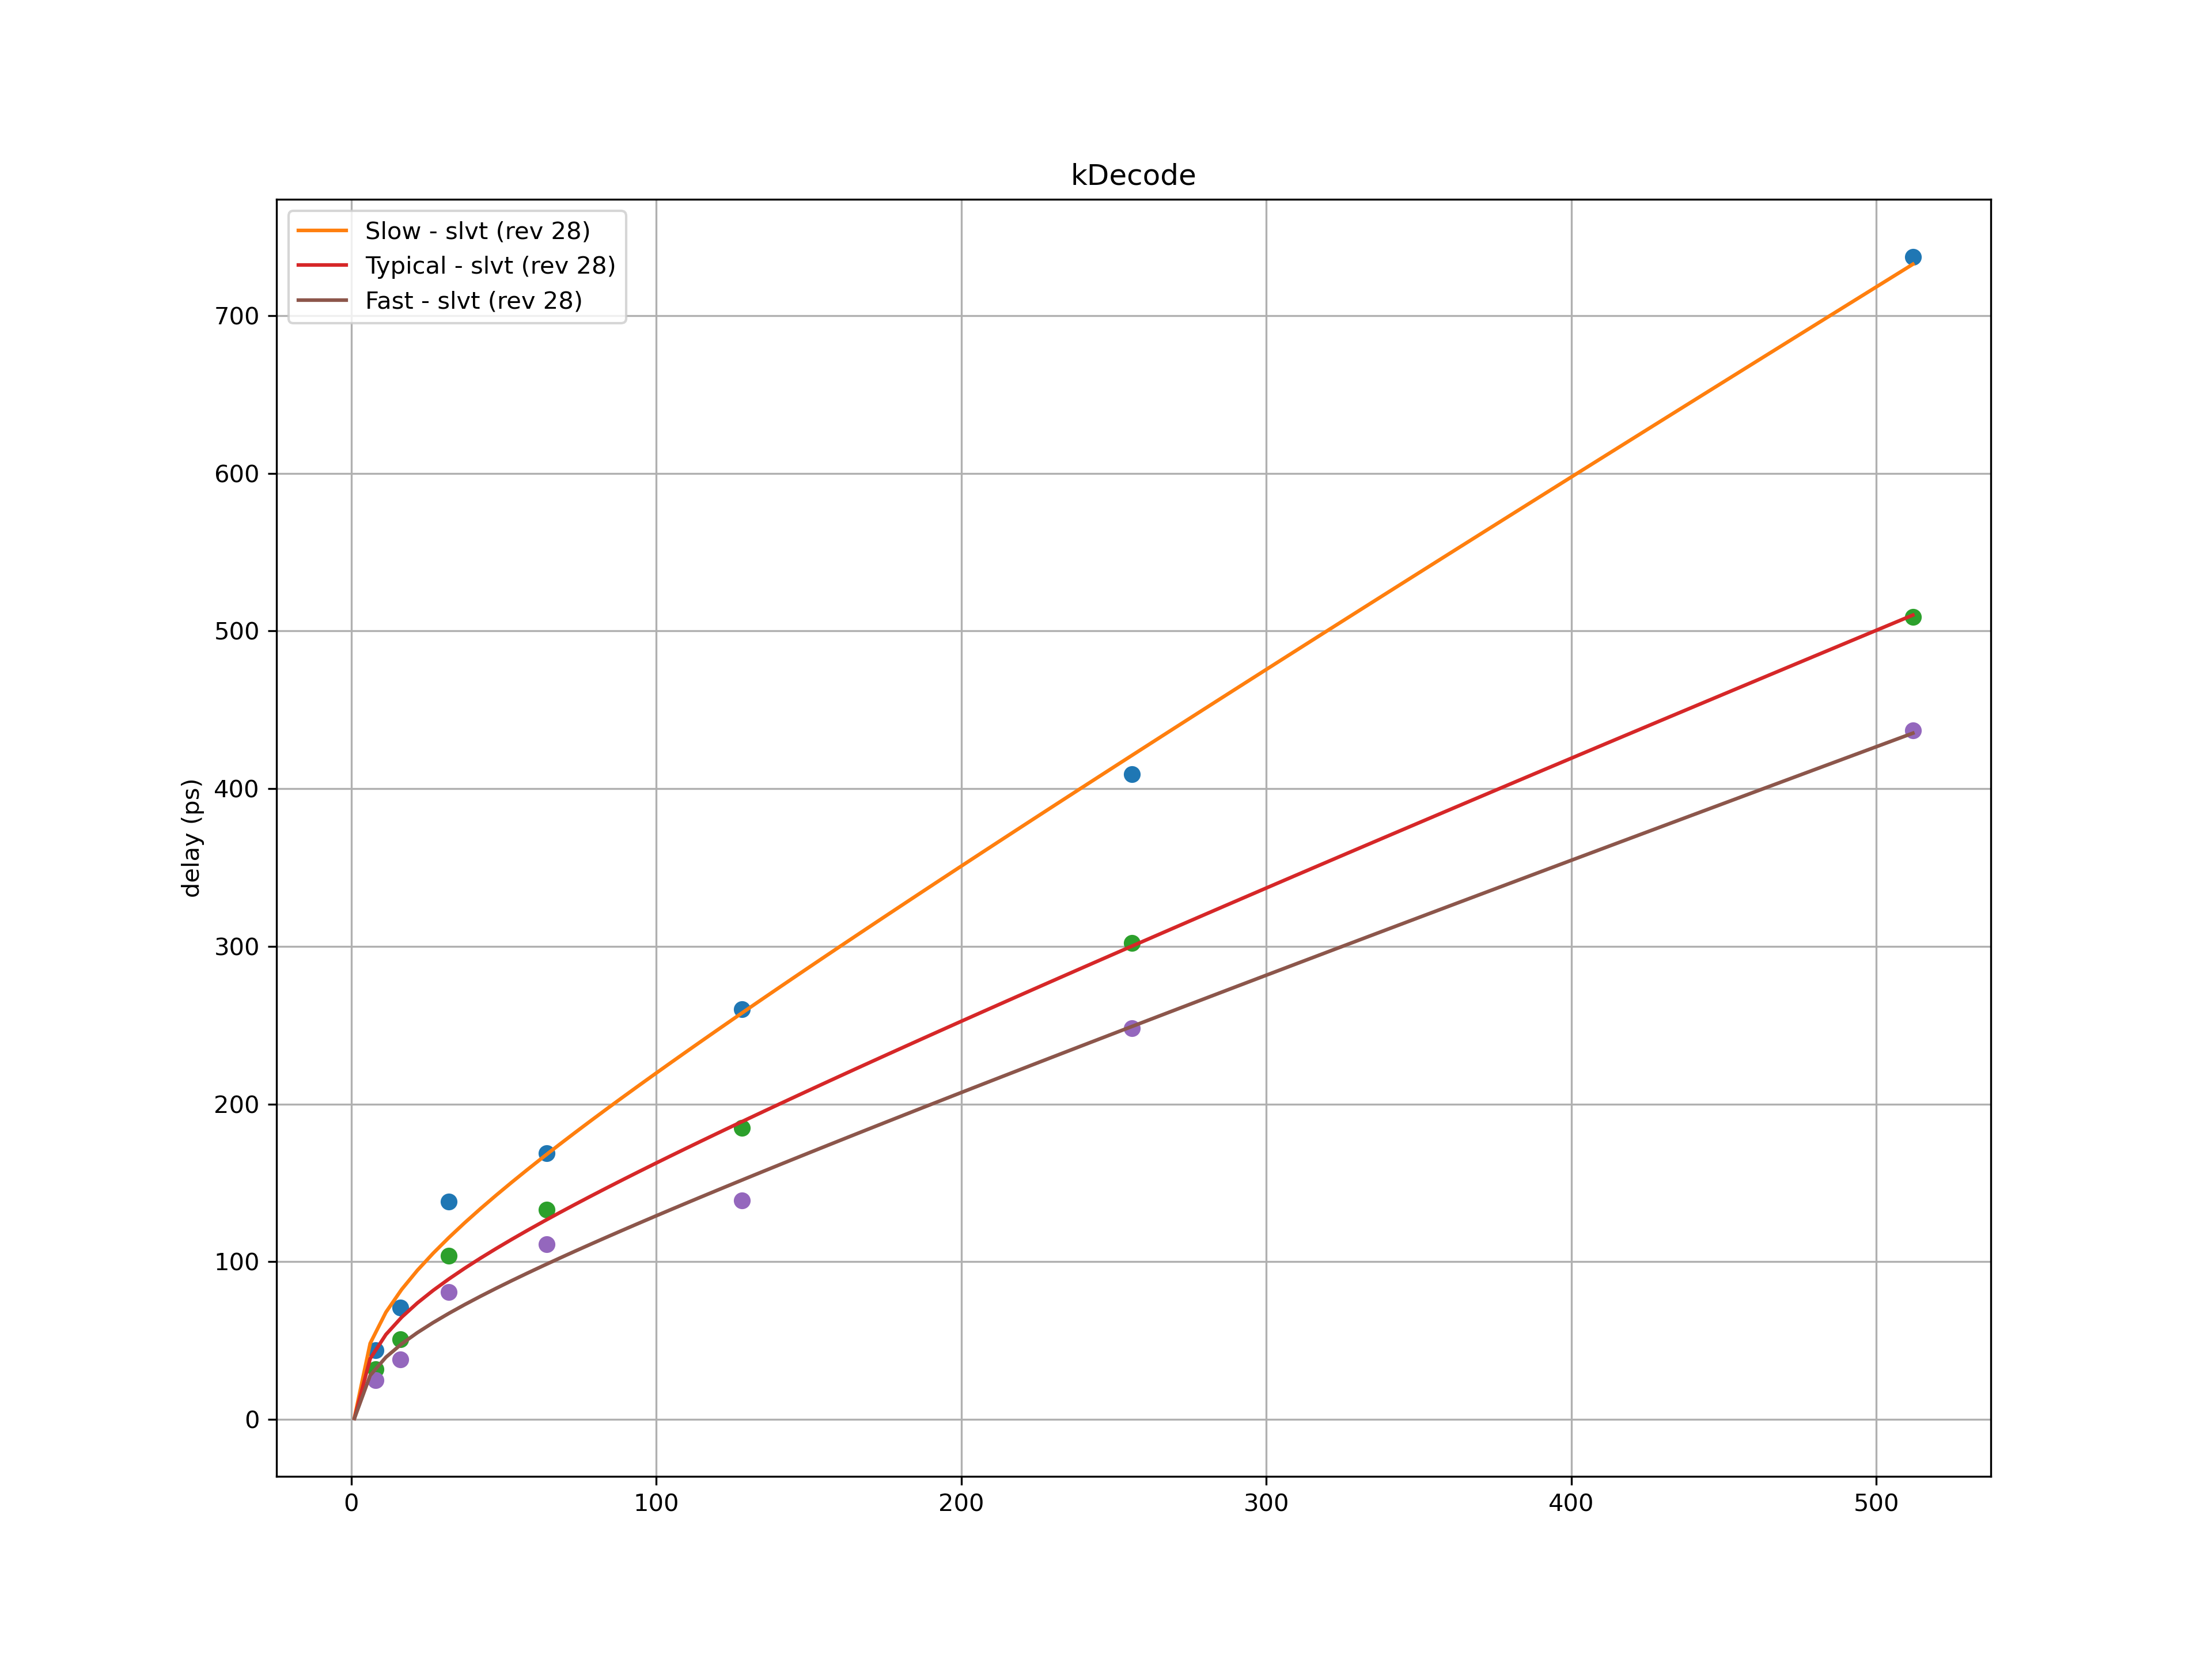 kDecode
Slow - slvt (rev 28)
Typical - slvt (rev 28)
Fast - slvt (rev 28)
700
600
500
400
300
200
100
0
delay (ps)
0 100 200 300 400 500